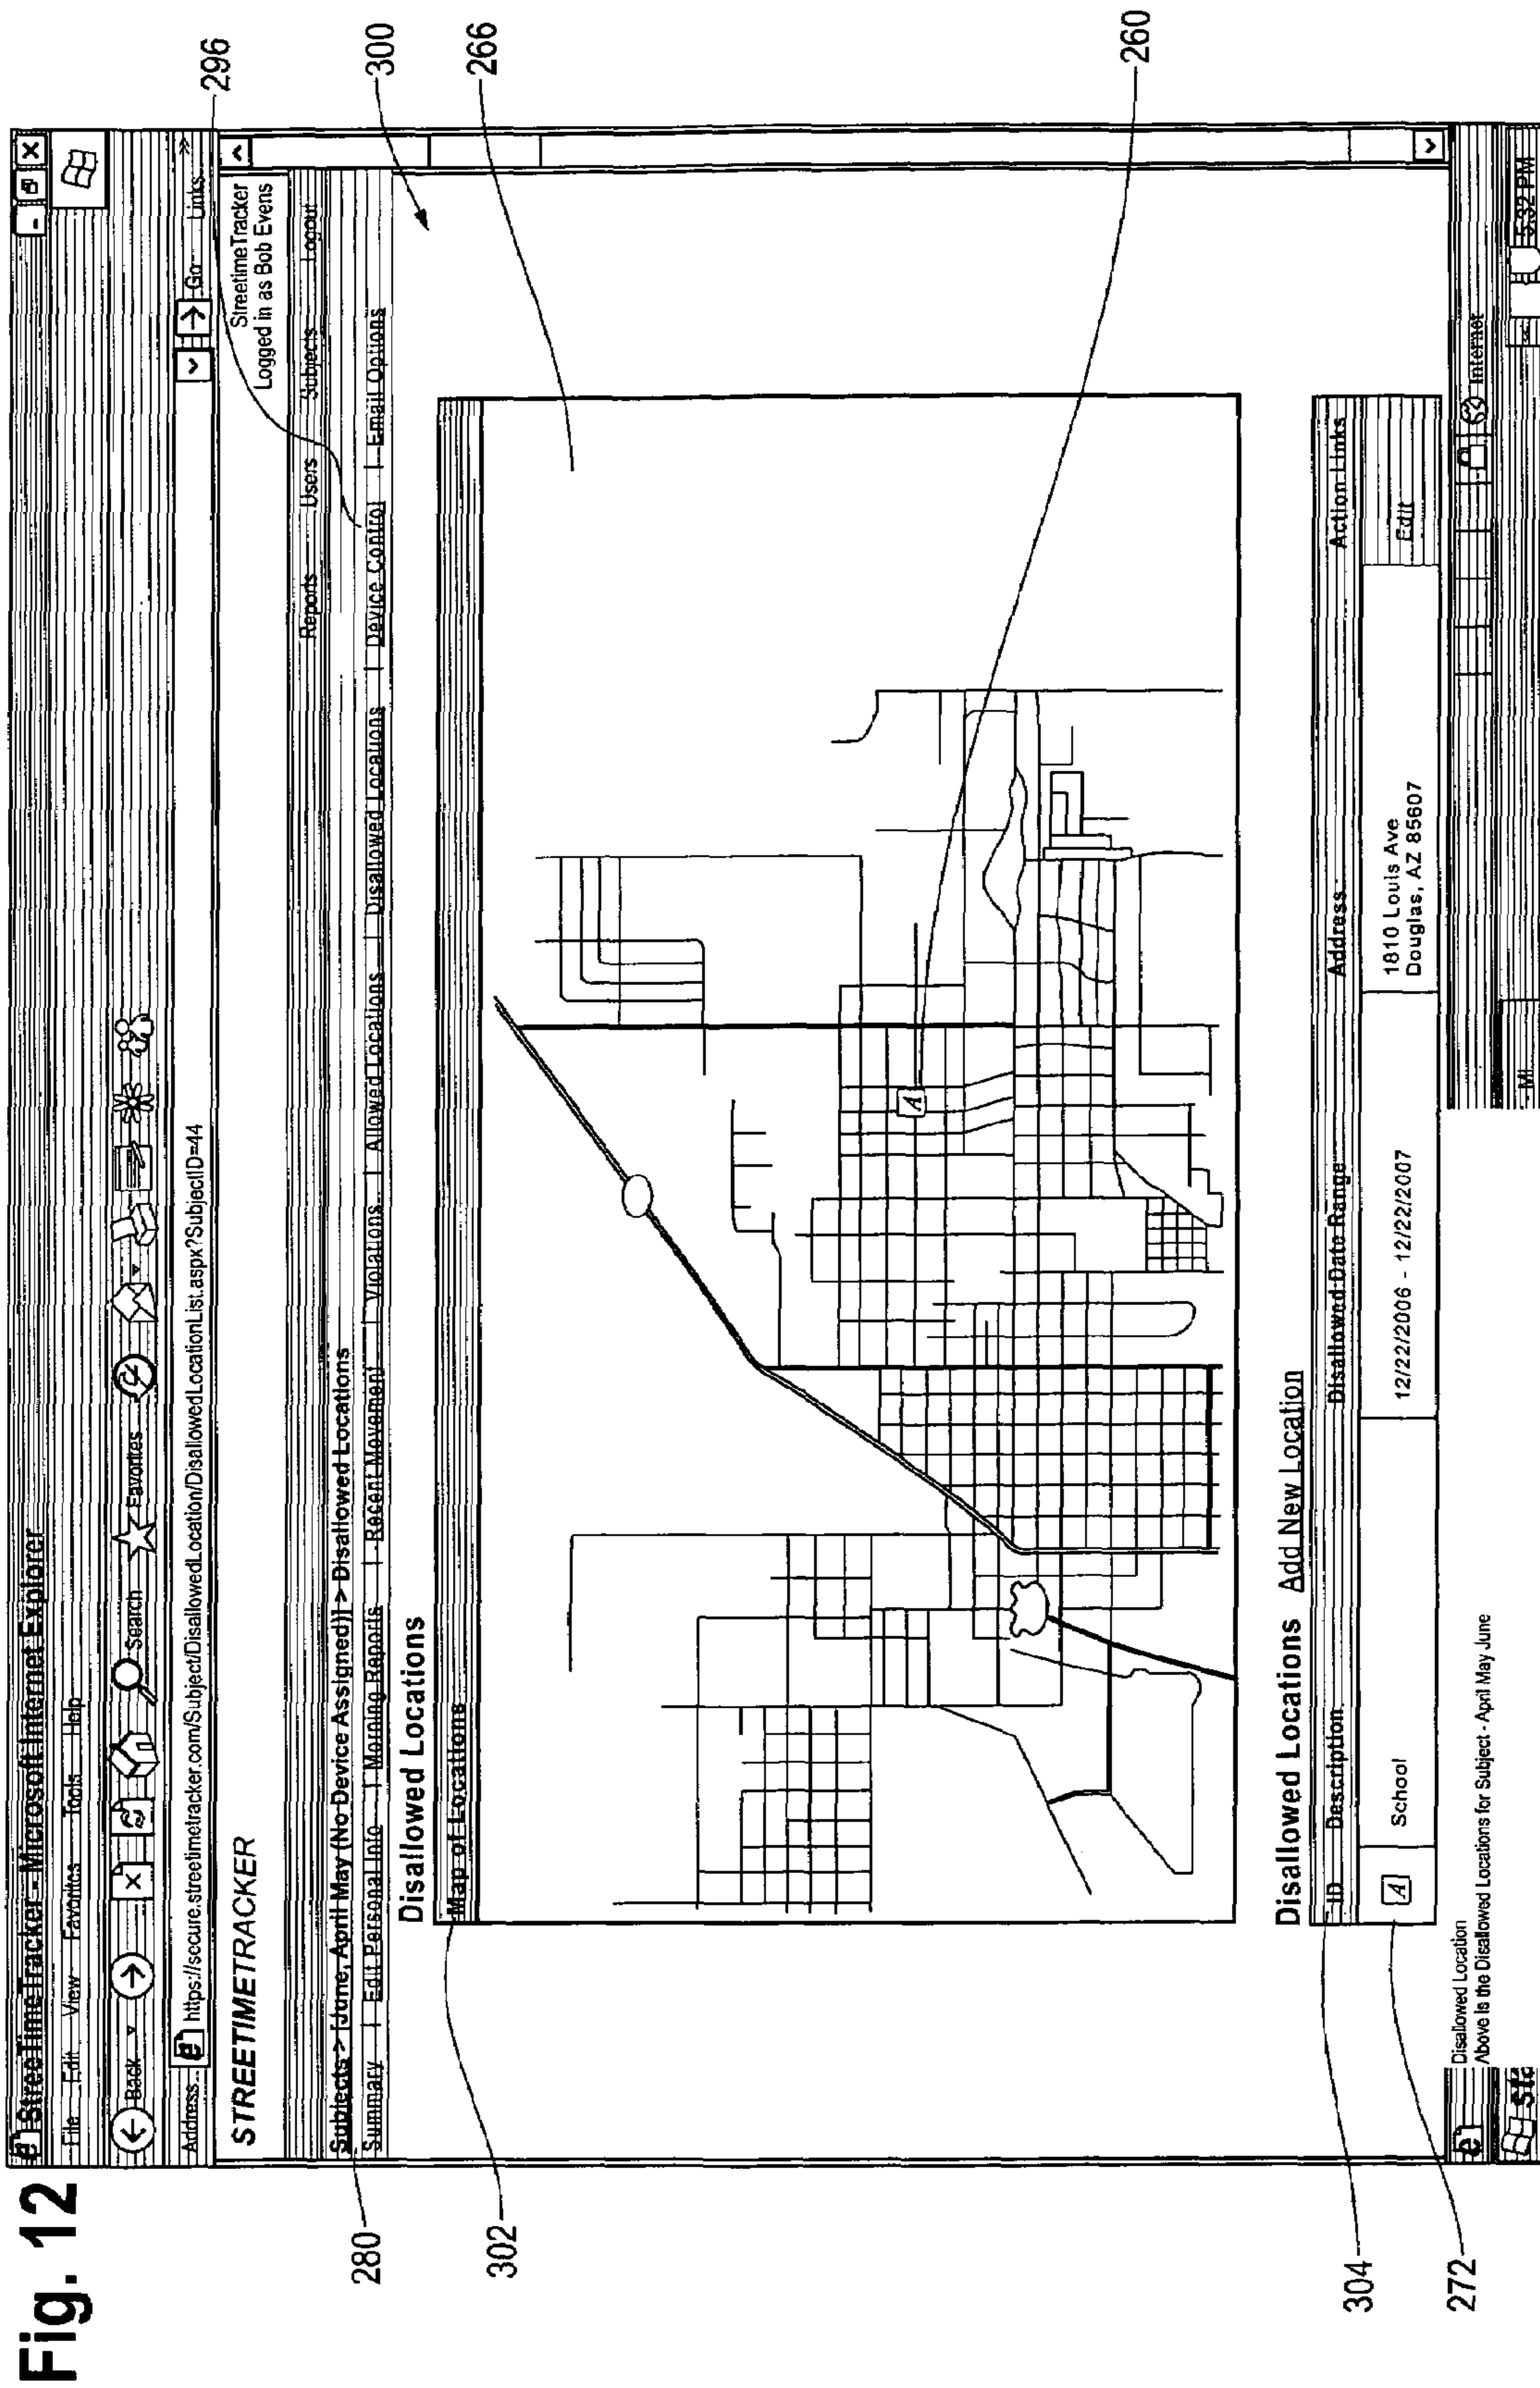 Fig. 12
StreeTimeTracker - Microsoft Internet Explorer
File Edit View Favorites Tools Help
Back Search Favorites
Address https://secure.streetimetracker.com/Subject/DisallowedLocation/DisallowedLocationList.aspx?SubjectID=44 Go Links
STREETIMETRACKER
StreetimeTracker
Logged in as Bob Evens
Reports Users Subjects Logout
Subjects > [June, April May (No Device Assigned)] > Disallowed Locations
Summary | Edit Personal Info | Morning Reports | Recent Movement | Violations | Allowed Locations | Disallowed Locations | Device Control | Email Options
Disallowed Locations
Map of Locations
A
Disallowed Locations Add New Location
ID Description Disallowed Date Range Address Action Links
A School 12/22/2006 - 12/22/2007 1810 Louis Ave
Douglas, AZ 85607 Edit
Disallowed Location
Above Is the Disallowed Locations for Subject - April May June
Internet
Sta
MI
5:32 PM
296
300
266
260
280
302
304
272